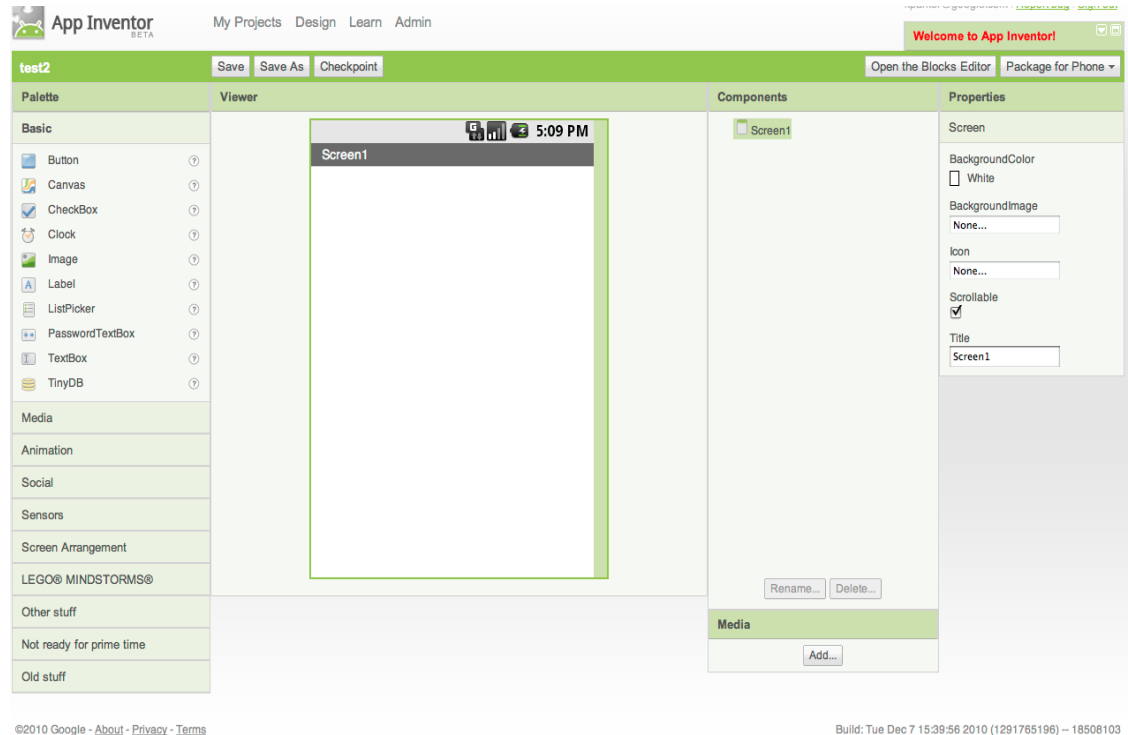 App Inventor
BETA
My Projects Design Learn Admin
Welcome to App Inventor!
test2
Save Save As Checkpoint
Open the Blocks Editor Package for Phone
Palette
Viewer
Components
Properties
Basic
Button
Canvas
CheckBox
Clock
Image
Label
ListPicker
PasswordTextBox
TextBox
TinyDB
Media
Animation
Social
Sensors
Screen Arrangement
LEGO® MINDSTORMS®
Other stuff
Not ready for prime time
Old stuff
5:09 PM
Screen1
Screen1
Rename... Delete...
Media
Add...
Screen
BackgroundColor
White
BackgroundImage
None...
Icon
None...
Scrollable
Title
Screen1
©2010 Google - About - Privacy - Terms
Build: Tue Dec 7 15:39:56 2010 (1291765196) -- 18508103